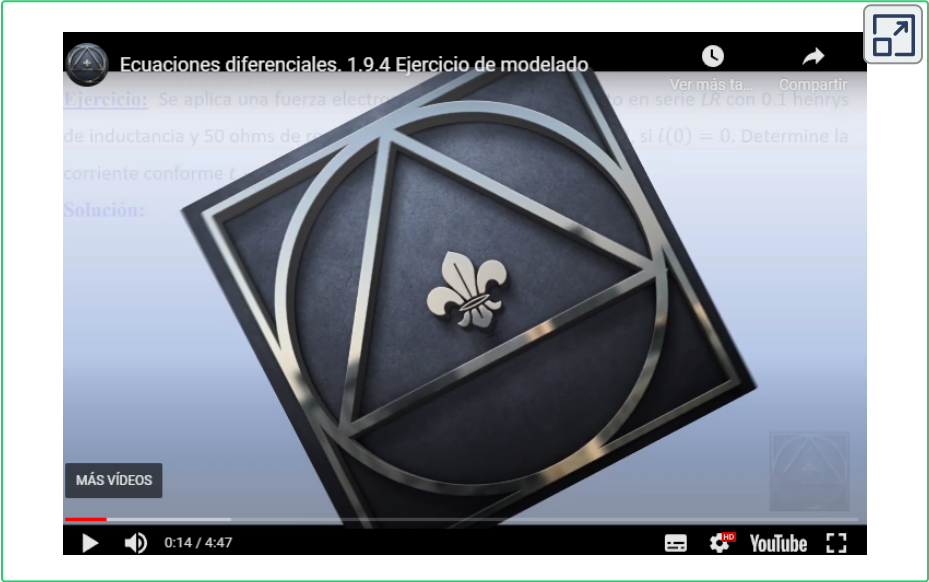 Ecuaciones diferenciales. 1.9.4 Ejercicio de modelado
Ver más ta... Compartir
Ejercicio: Se aplica una fuerza electro o en serie LR con 0.1 henrys
de inductancia y 50 ohms de si i(0) = 0. Determine la
corriente conforme t
Solución:
MÁS VÍDEOS
0:14 / 4:47
HD
YouTube